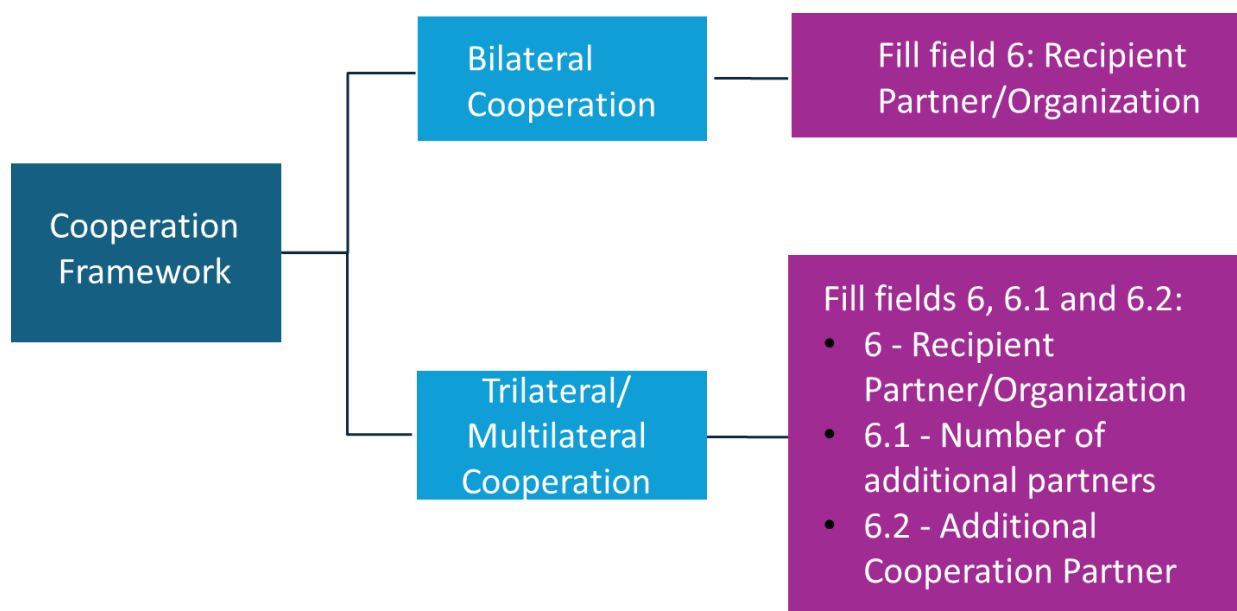 Cooperation
Framework
Bilateral
Cooperation
Fill field 6: Recipient
Partner/Organization
Trilateral/
Multilateral
Cooperation
Fill fields 6, 6.1 and 6.2:
• 6 - Recipient
Partner/Organization
• 6.1 - Number of
additional partners
• 6.2 - Additional
Cooperation Partner